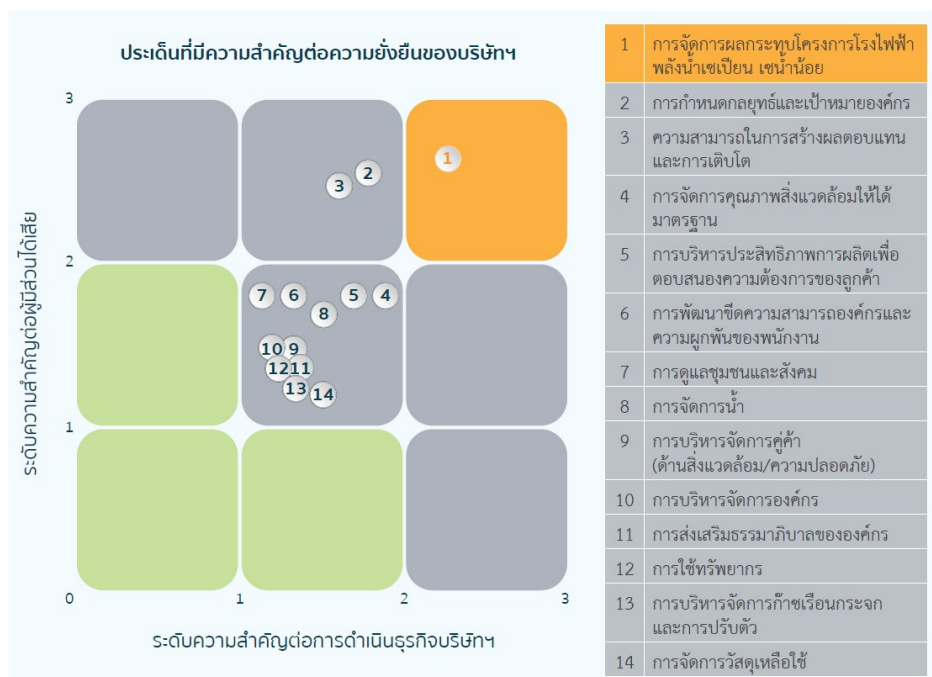 ประเด็นที่มีความสำคัญต่อความยั่งยืนของบริษัทฯ
3
1
2
3
ระดับความสำคัญต่อผู้มีส่วนได้เสีย
2
7
6
5
4
8
10
9
12
11
13
14
1
0
1
2
3
ระดับความสำคัญต่อการดำเนินธุรกิจบริษัทฯ
1 การจัดการผลกระทบโครงการโรงไฟฟ้า
พลังน้ำเซเปียน เซน้ำน้อย
2 การกำหนดกลยุทธ์และเป้าหมายองค์กร
3 ความสามารถในการสร้างผลตอบแทน
และการเติบโต
4 การจัดการคุณภาพสิ่งแวดล้อมให้ได้
มาตรฐาน
5 การบริหารประสิทธิภาพการผลิตเพื่อ
ตอบสนองความต้องการของลูกค้า
6 การพัฒนาขีดความสามารถองค์กรและ
ความผูกพันของพนักงาน
7 การดูแลชุมชนและสังคม
8 การจัดการน้ำ
9 การบริหารจัดการคู่ค้า
(ด้านสิ่งแวดล้อม/ความปลอดภัย)
10 การบริหารจัดการองค์กร
11 การส่งเสริมธรรมาภิบาลขององค์กร
12 การใช้ทรัพยากร
13 การบริหารจัดการก๊าซเรือนกระจก
และการปรับตัว
14 การจัดการวัสดุเหลือใช้